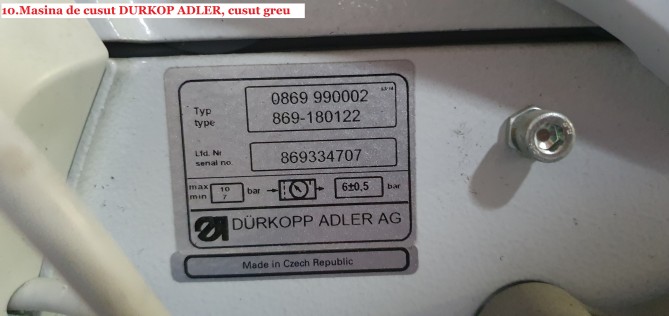 10.Masina de cusut DURKOP ADLER, cusut greu
Typ
type
0869 990002
869-180122
Lfd. Nr
serial no.
869334707
max
min
10
7
bar
6±0,5
bar
DÜRKOPP ADLER AG
Made in Czech Republic